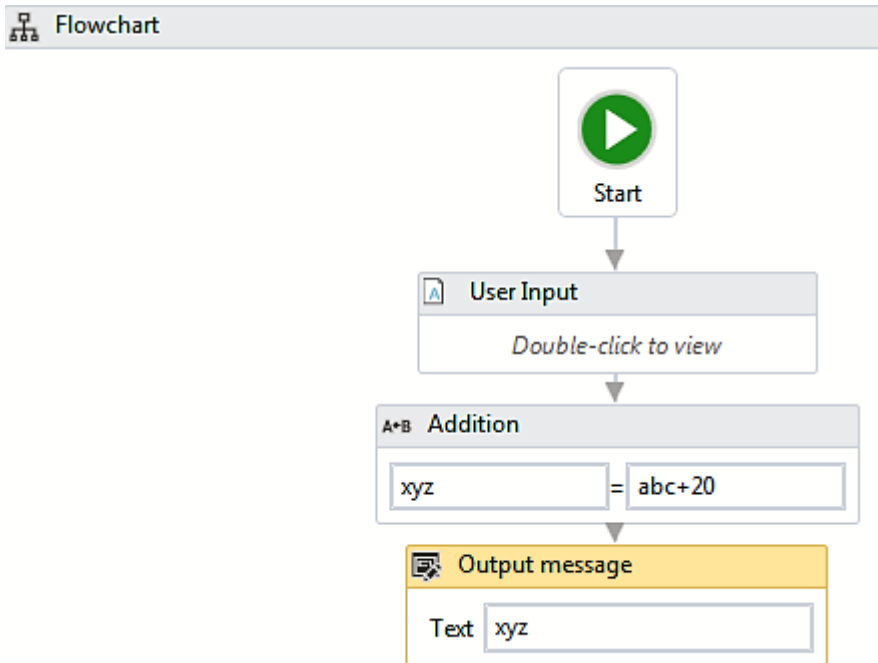 Flowchart
Start
User Input
Double-click to view
A+B Addition
xyz = abc+20
Output message
Text xyz